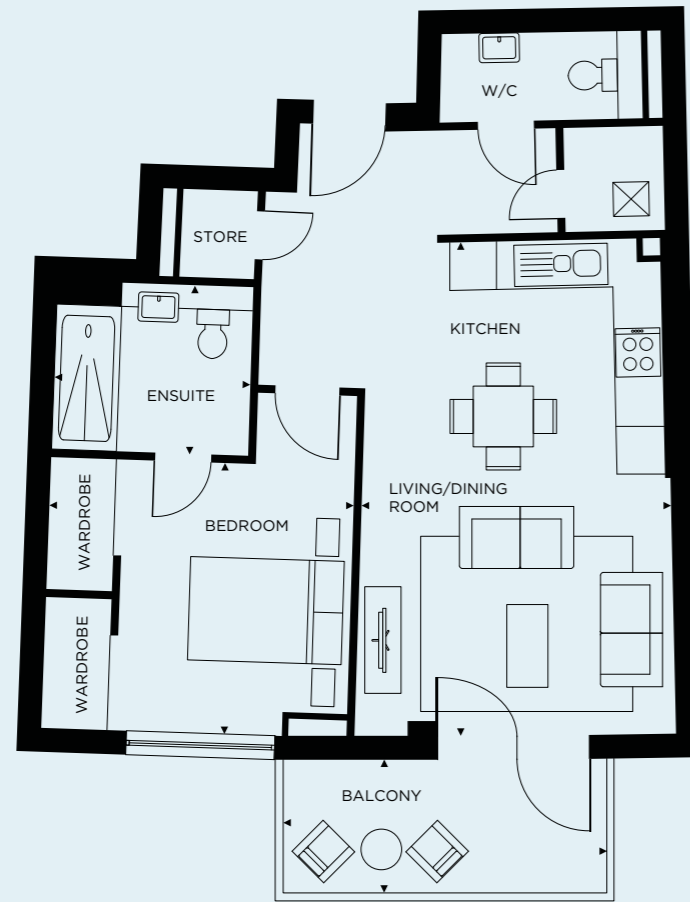 W/C
STORE
KITCHEN
ENSUITE
LIVING/DINING
ROOM
WARDROBE
BEDROOM
WARDROBE
BALCONY